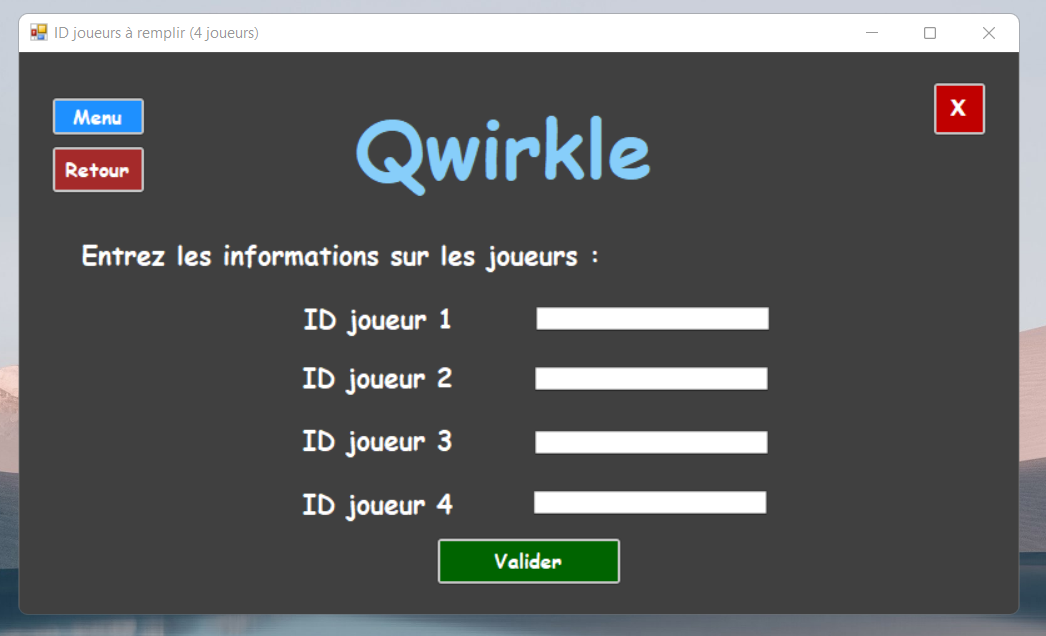 ID joueurs à remplir (4 joueurs)
Menu
X
Qwirkle
Retour
Entrez les informations sur les joueurs :
ID joueur 1
ID joueur 2
ID joueur 3
ID joueur 4
Valider